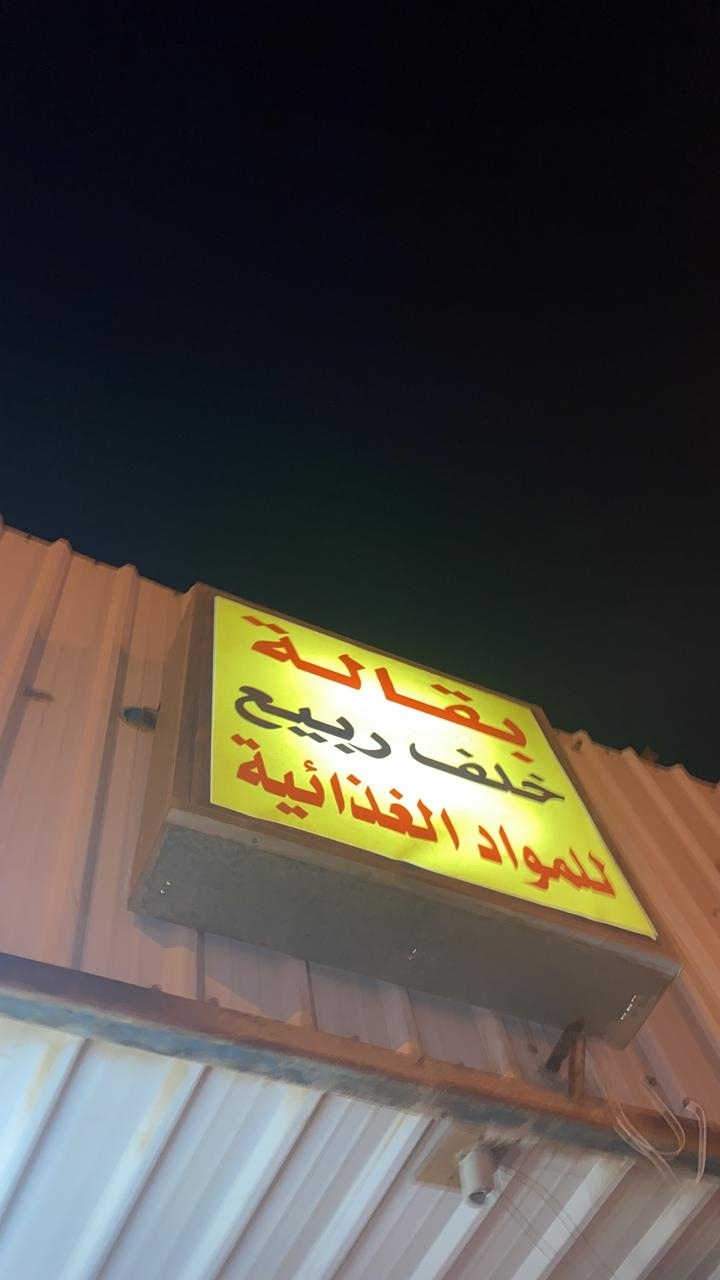 بقالة
خلف ربيع
للمواد الغذائية